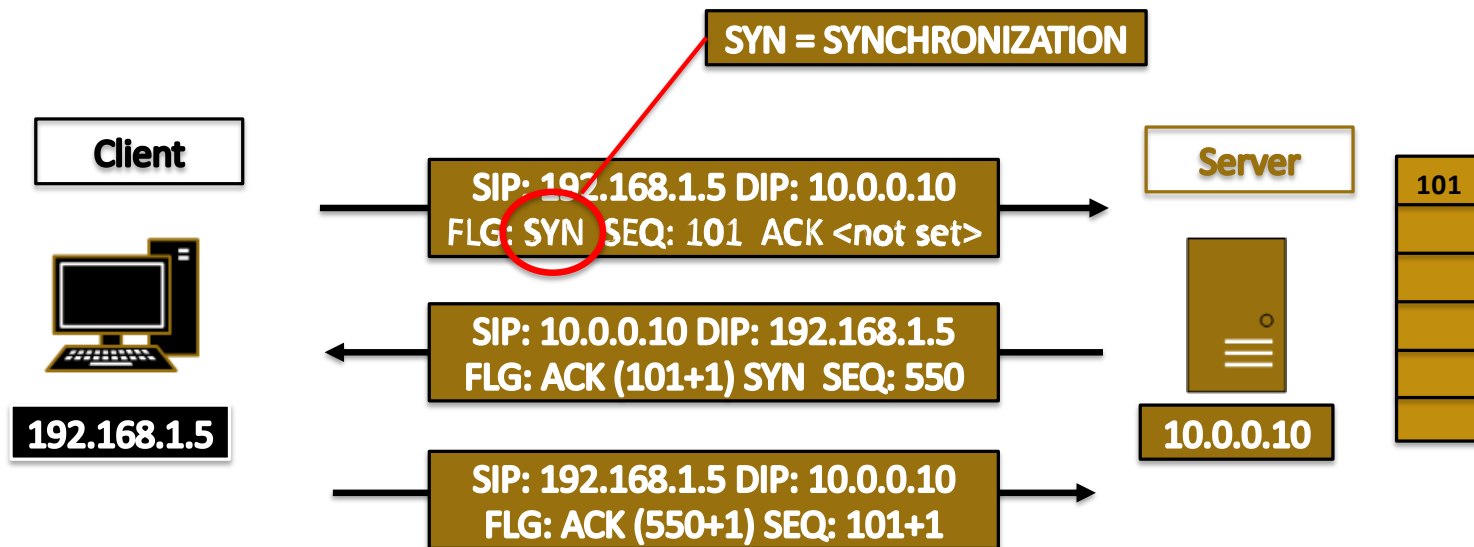 SYN = SYNCHRONIZATION
Client
Server
SIP: 192.168.1.5 DIP: 10.0.0.10
FLG: SYN SEQ: 101 ACK <not set>
101
SIP: 10.0.0.10 DIP: 192.168.1.5
FLG: ACK (101+1) SYN SEQ: 550
192.168.1.5
10.0.0.10
SIP: 192.168.1.5 DIP: 10.0.0.10
FLG: ACK (550+1) SEQ: 101+1